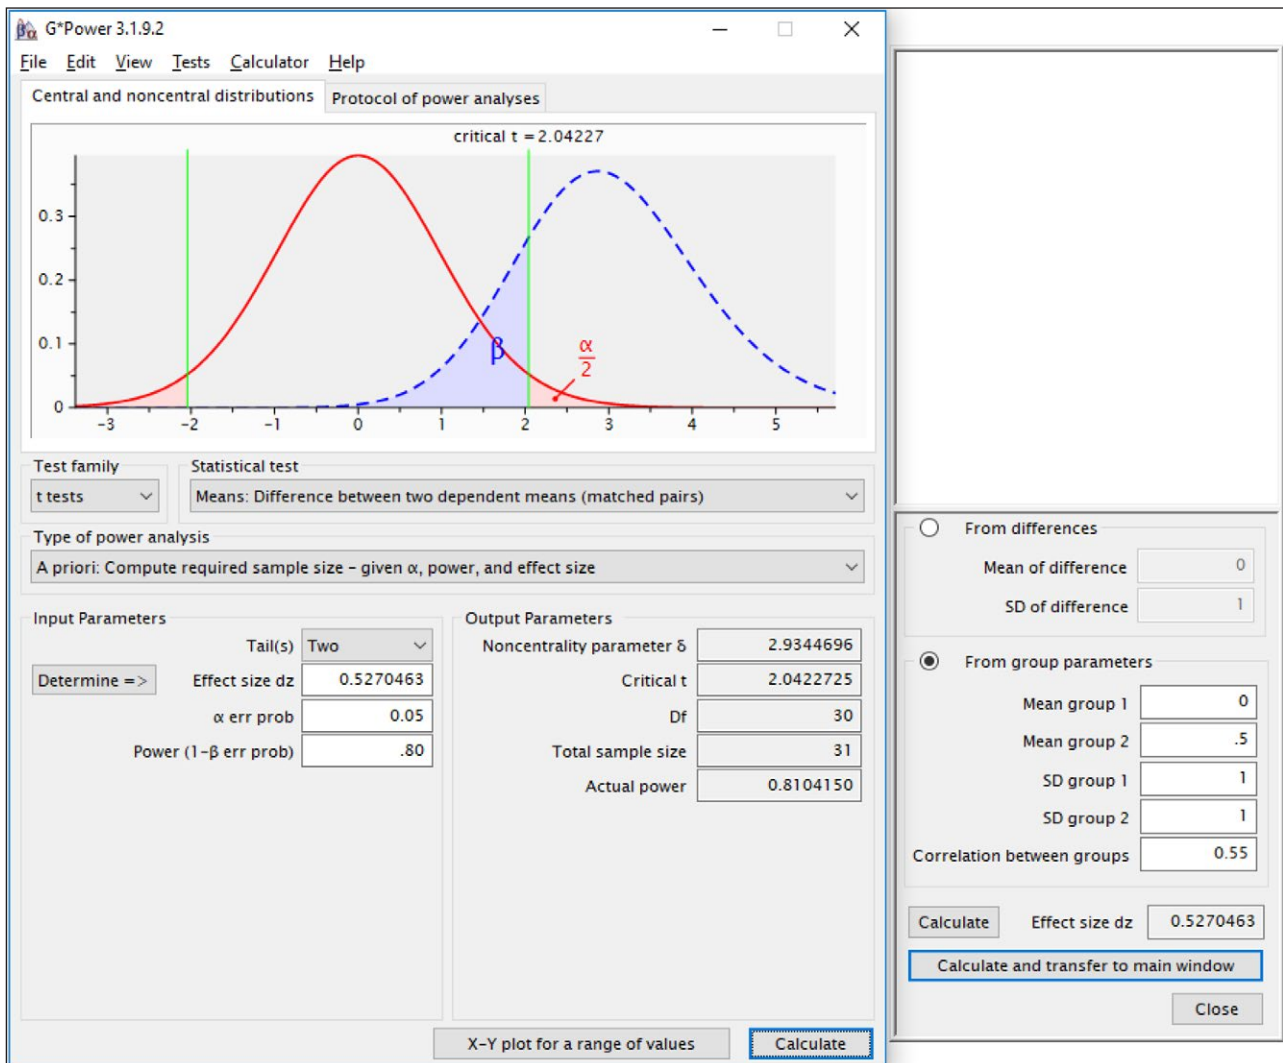 G*Power 3.1.9.2
File Edit View Tests Calculator Help
Central and noncentral distributions Protocol of power analyses
critical t = 2.04227
0.3
0.2
0.1
0
β
α
2
-3 -2 -1 0 1 2 3 4 5
Test family Statistical test
t tests Means: Difference between two dependent means (matched pairs)
Type of power analysis
A priori: Compute required sample size - given α, power, and effect size
Input Parameters
Tail(s) Two
Determine => Effect size dz 0.5270463
α err prob 0.05
Power (1-β err prob) .80
Output Parameters
Noncentrality parameter δ 2.9344696
Critical t 2.0422725
Df 30
Total sample size 31
Actual power 0.8104150
X-Y plot for a range of values Calculate
From differences
Mean of difference 0
SD of difference 1
From group parameters
Mean group 1 0
Mean group 2 .5
SD group 1 1
SD group 2 1
Correlation between groups 0.55
Calculate Effect size dz 0.5270463
Calculate and transfer to main window
Close